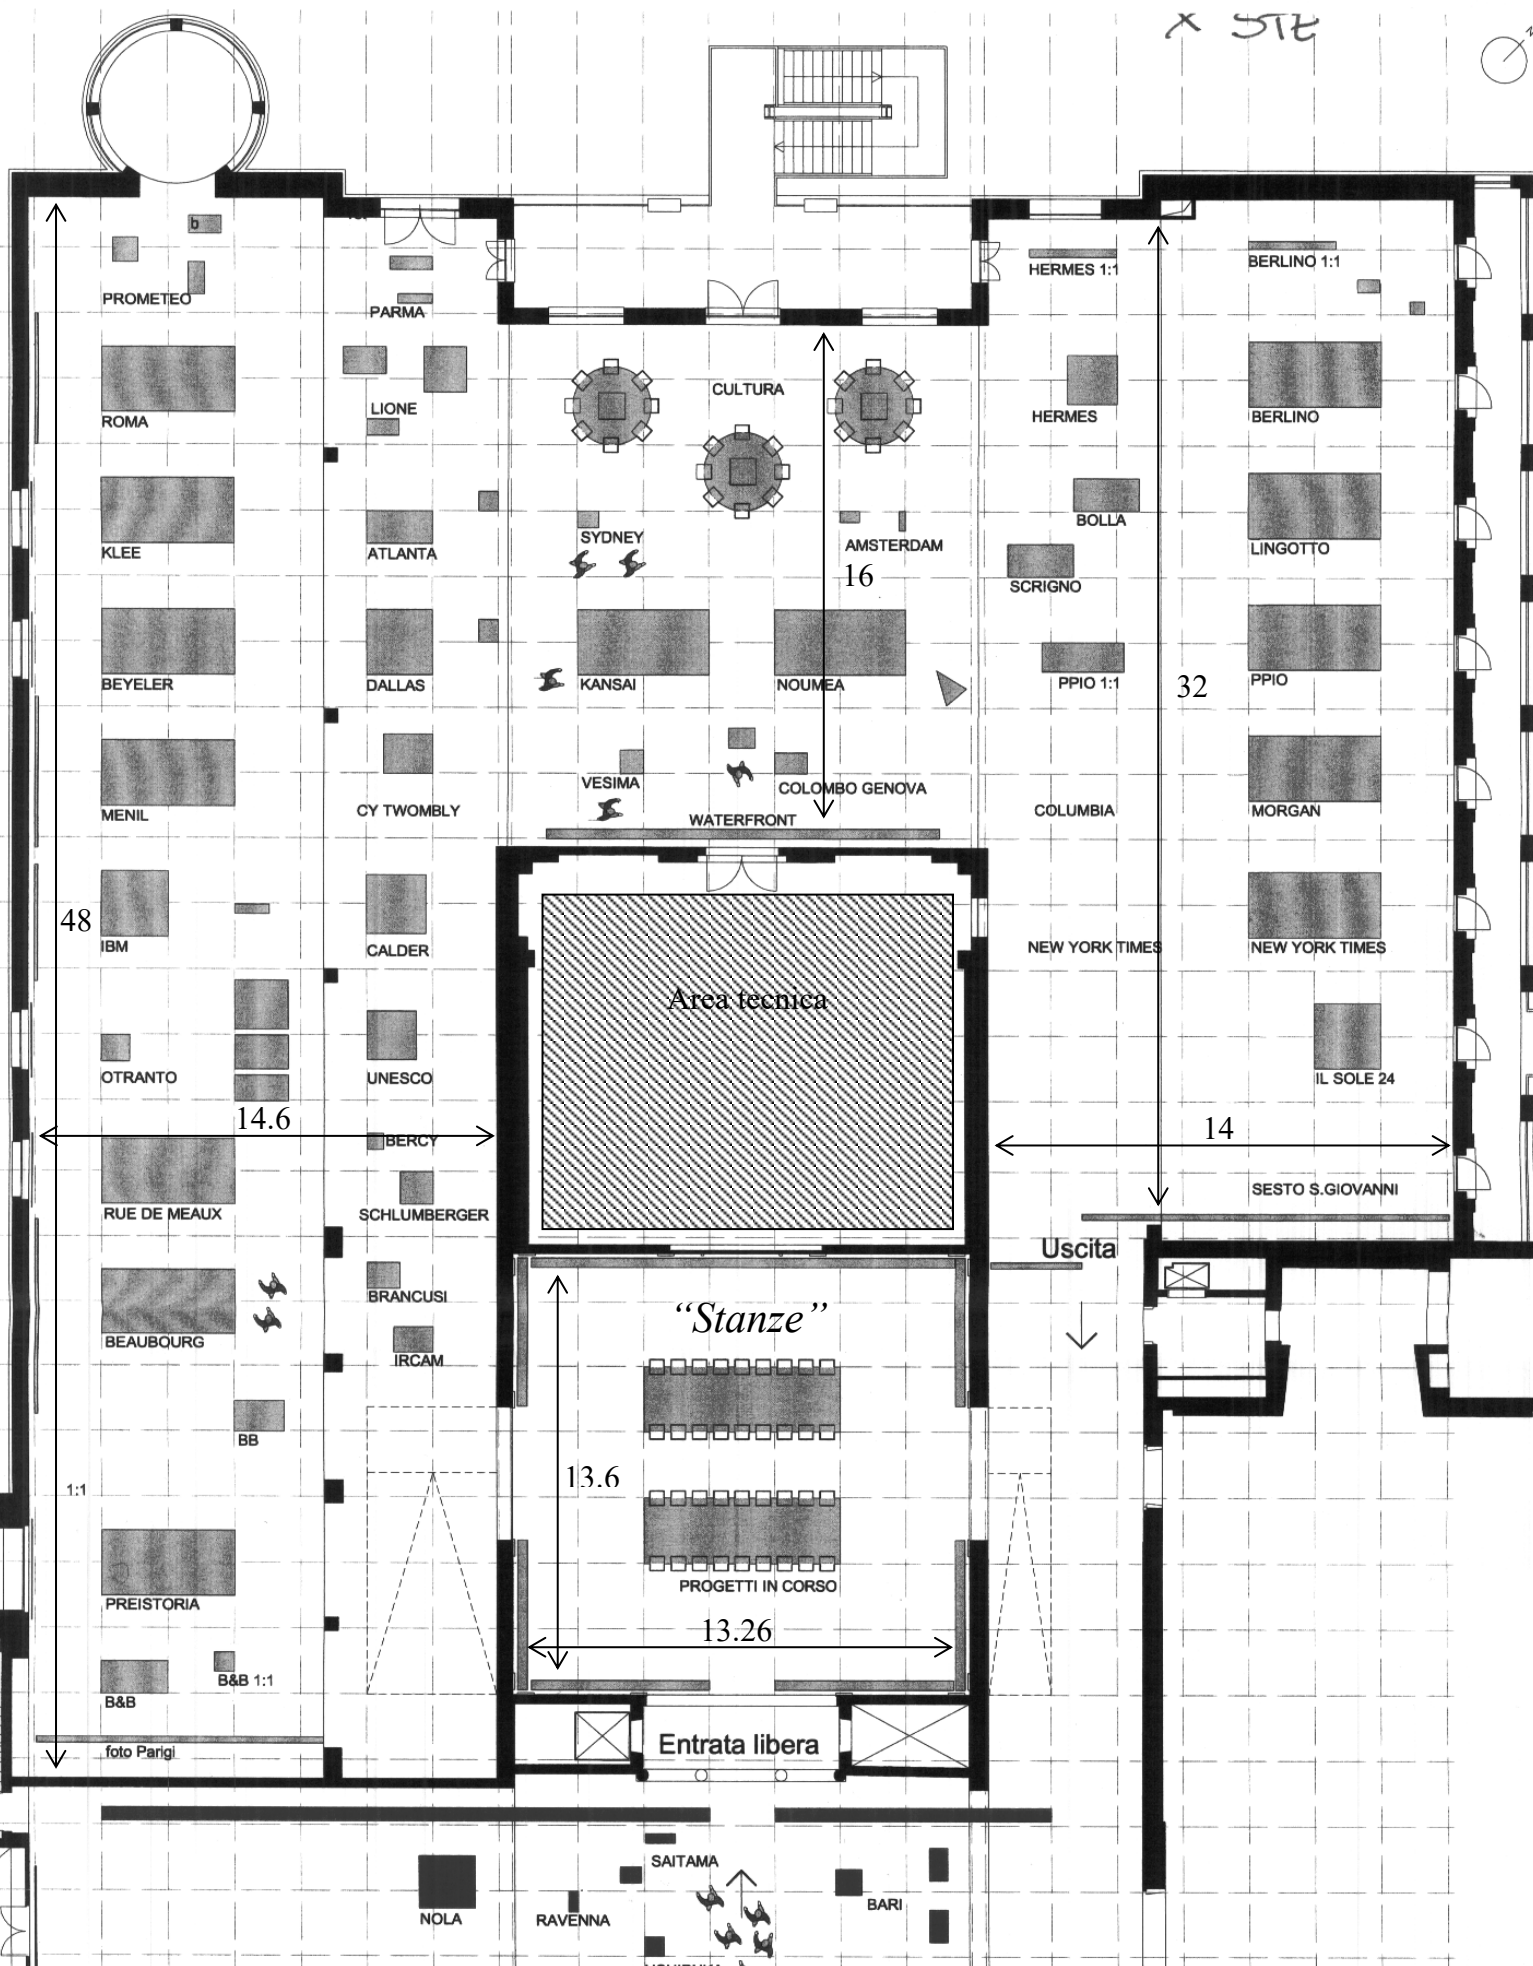 X STE
b
PROMETEO
PARMA
HERMES 1:1
BERLINO 1:1
ROMA
LIONE
CULTURA
HERMES
BERLINO
KLEE
ATLANTA
SYDNEY
AMSTERDAM
BOLLA
LINGOTTO
16
SCRIGNO
BEYELER
DALLAS
KANSAI
NOUMEA
PPIO 1:1
32
PPIO
MENIL
CY TWOMBLY
VESIMA
COLOMBO GENOVA
WATERFRONT
COLUMBIA
MORGAN
48
IBM
CALDER
NEW YORK TIMES
NEW YORK TIMES
Area tecnica
OTRANTO
UNESCO
IL SOLE 24
14.6
BERCY
14
RUE DE MEAUX
SCHLUMBERGER
SESTO S.GIOVANNI
Uscita
BRANCUSI
“Stanze”
BEAUBOURG
IRCAM
BB
1:1
13.6
PREISTORIA
PROGETTI IN CORSO
13.26
B&B
B&B 1:1
foto Parigi
Entrata libera
SAITAMA
NOLA
RAVENNA
BARI